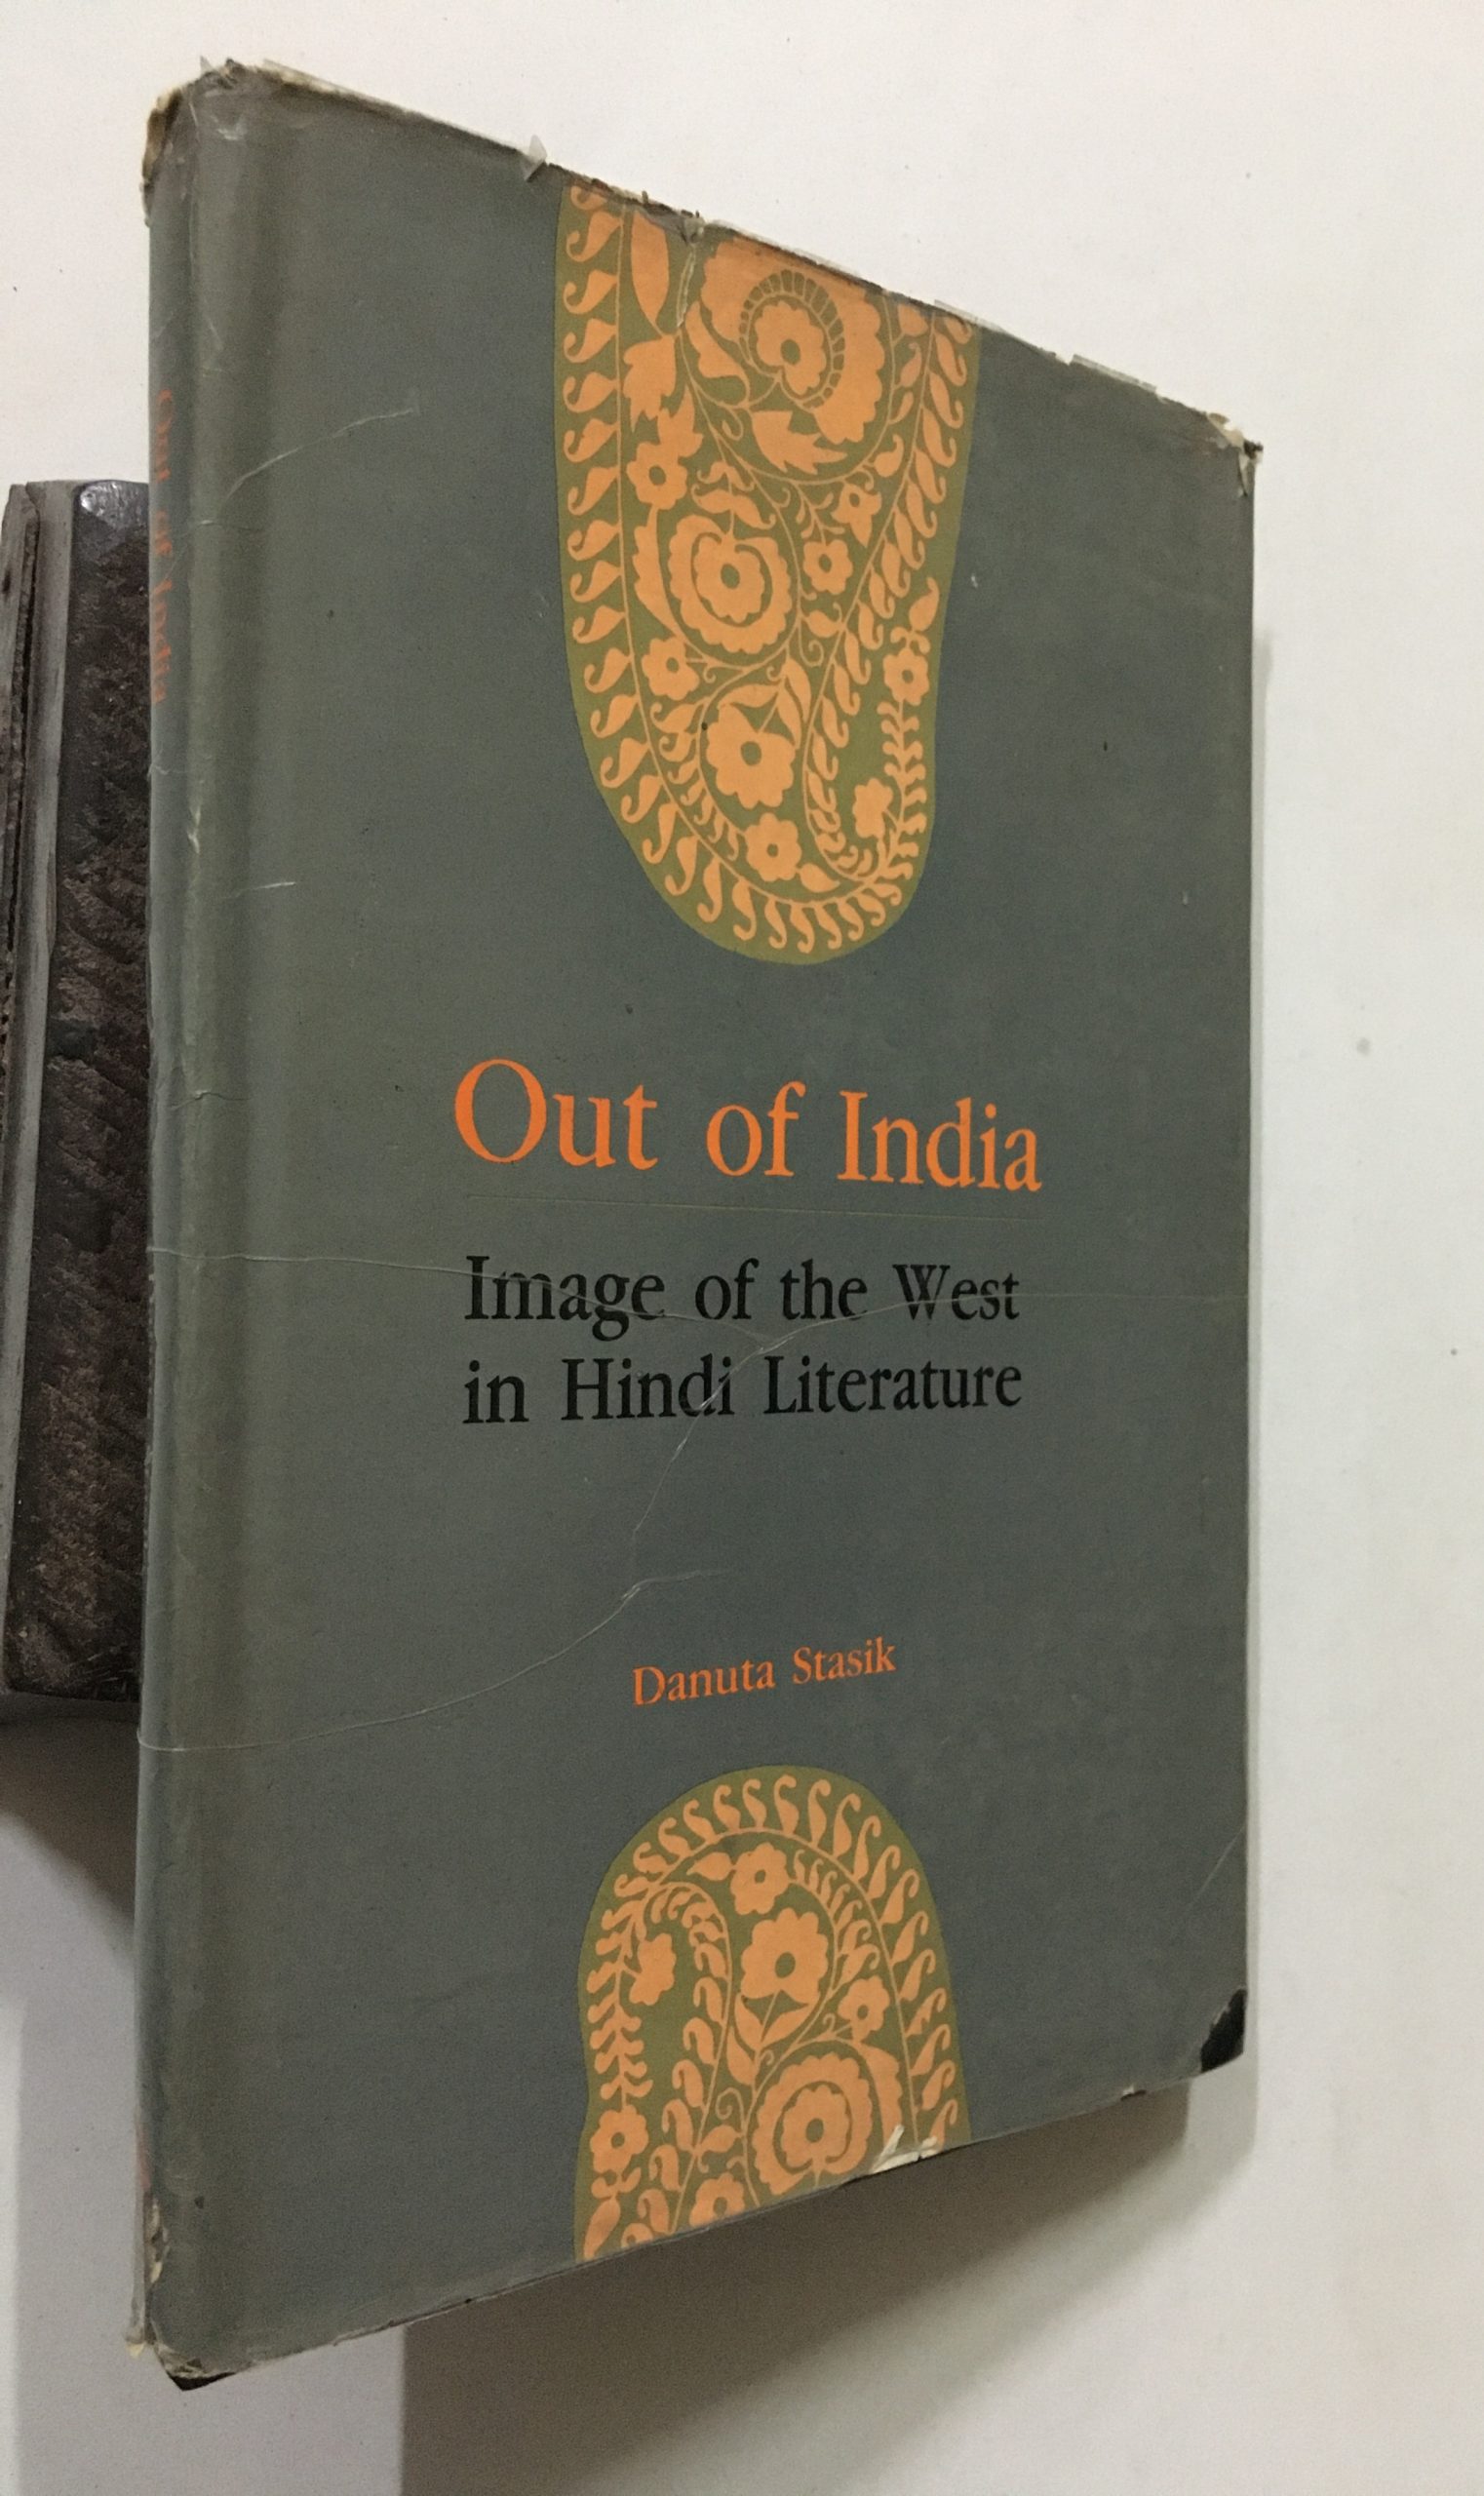 Out of India
Image of the West
in Hindi Literature
Danuta Stasik
Out of India